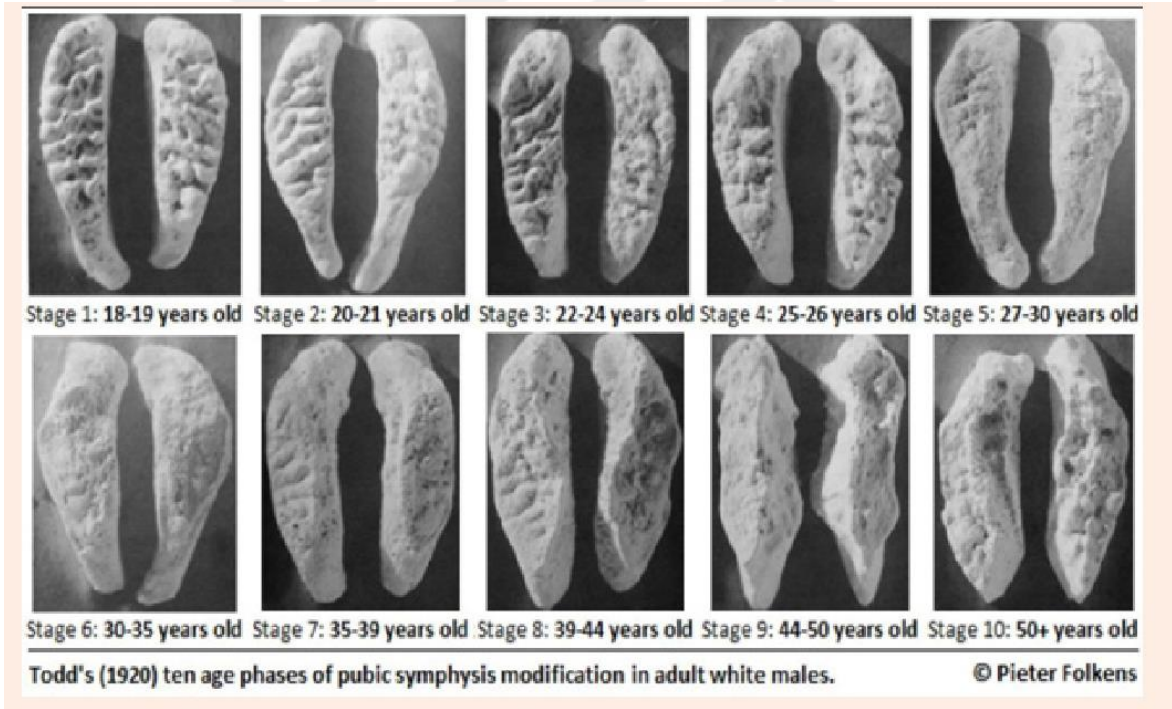 Stage 1: 18-19 years old Stage 2: 20-21 years old Stage 3: 22-24 years old Stage 4: 25-26 years old Stage 5: 27-30 years old
Stage 6: 30-35 years old Stage 7: 35-39 years old Stage 8: 39-44 years old Stage 9: 44-50 years old Stage 10: 50+ years old
Todd's (1920) ten age phases of pubic symphysis modification in adult white males. © Pieter Folkens